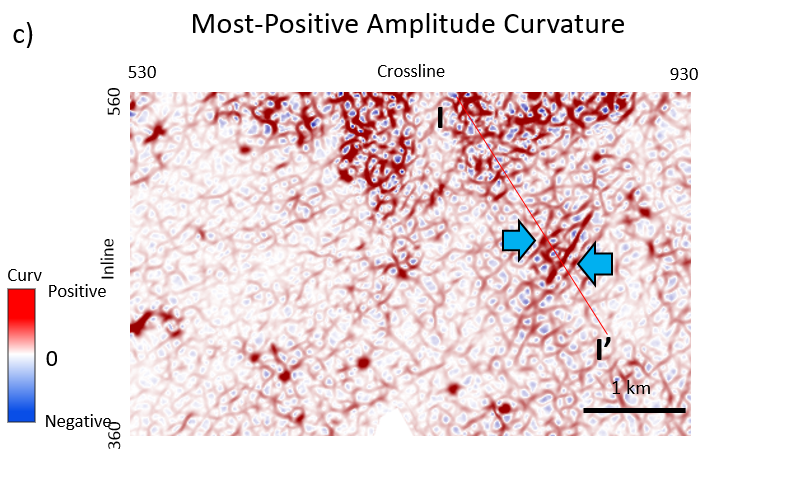 Most-Positive Amplitude Curvature
c)
530
Crossline
930
560
I
Inline
Curv
Positive
0
Negative
I’
1 km
360